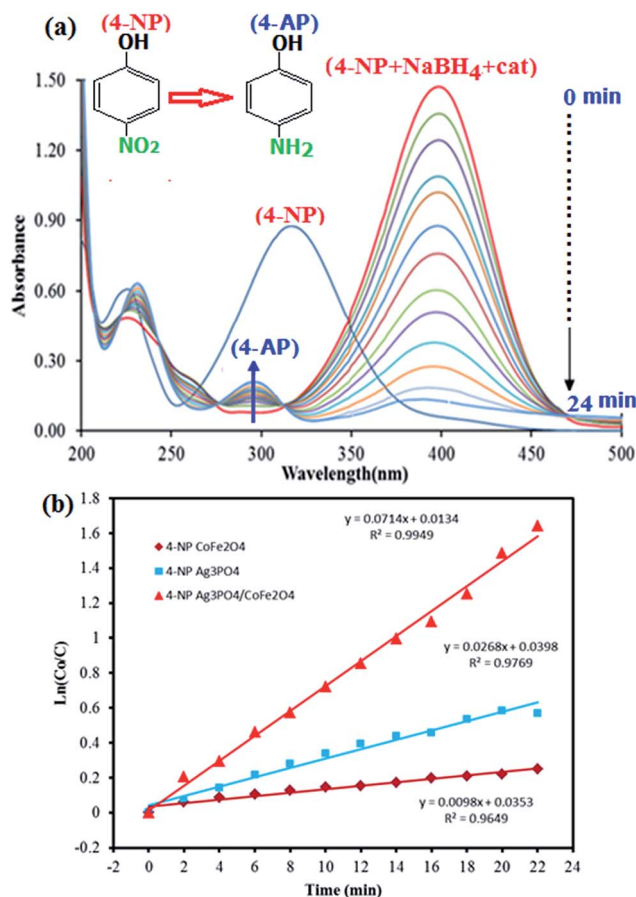 (a)
(4-NP)
OH
NO2
(4-AP)
OH
NH2
(4-NP+NaBH4+cat)
0 min
24 min
(4-NP)
(4-AP)
Absorbance
1.50
1.20
0.90
0.60
0.30
0.00
200
250
300
350
400
450
500
Wavelength(nm)
(b)
Ln(Co/C)
1.8
1.6
1.4
1.2
1
0.8
0.6
0.4
0.2
0
-0.2
4-NP CoFe2O4
4-NP Ag3PO4
4-NP Ag3PO4/CoFe2O4
y = 0.0714x + 0.0134
R² = 0.9949
y = 0.0268x + 0.0398
R² = 0.9769
y = 0.0098x + 0.0353
R² = 0.9649
-2
0
2
4
6
8
10
12
14
16
18
20
22
24
Time (min)